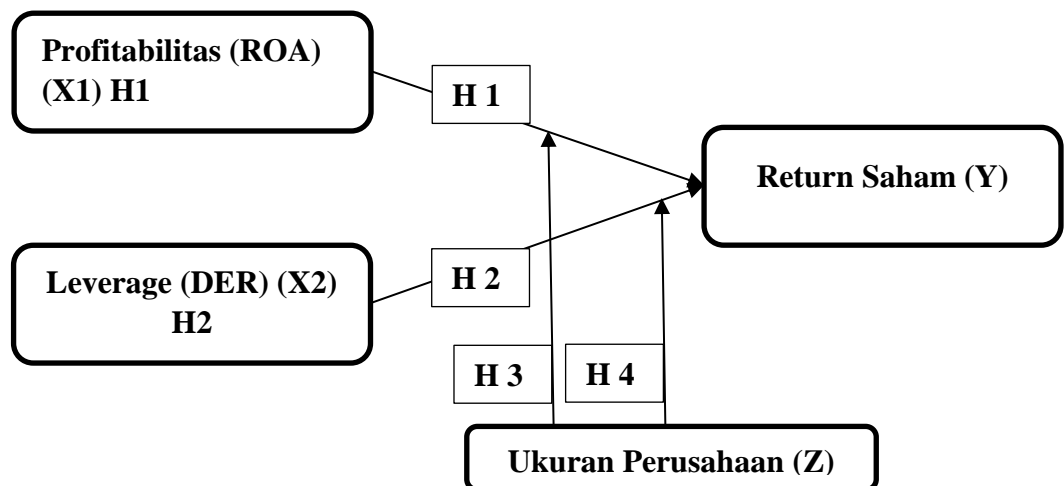 Profitabilitas (ROA)
(X1) H1
H 1
Return Saham (Y)
Leverage (DER) (X2)
H2
H 2
H 3
H 4
Ukuran Perusahaan (Z)